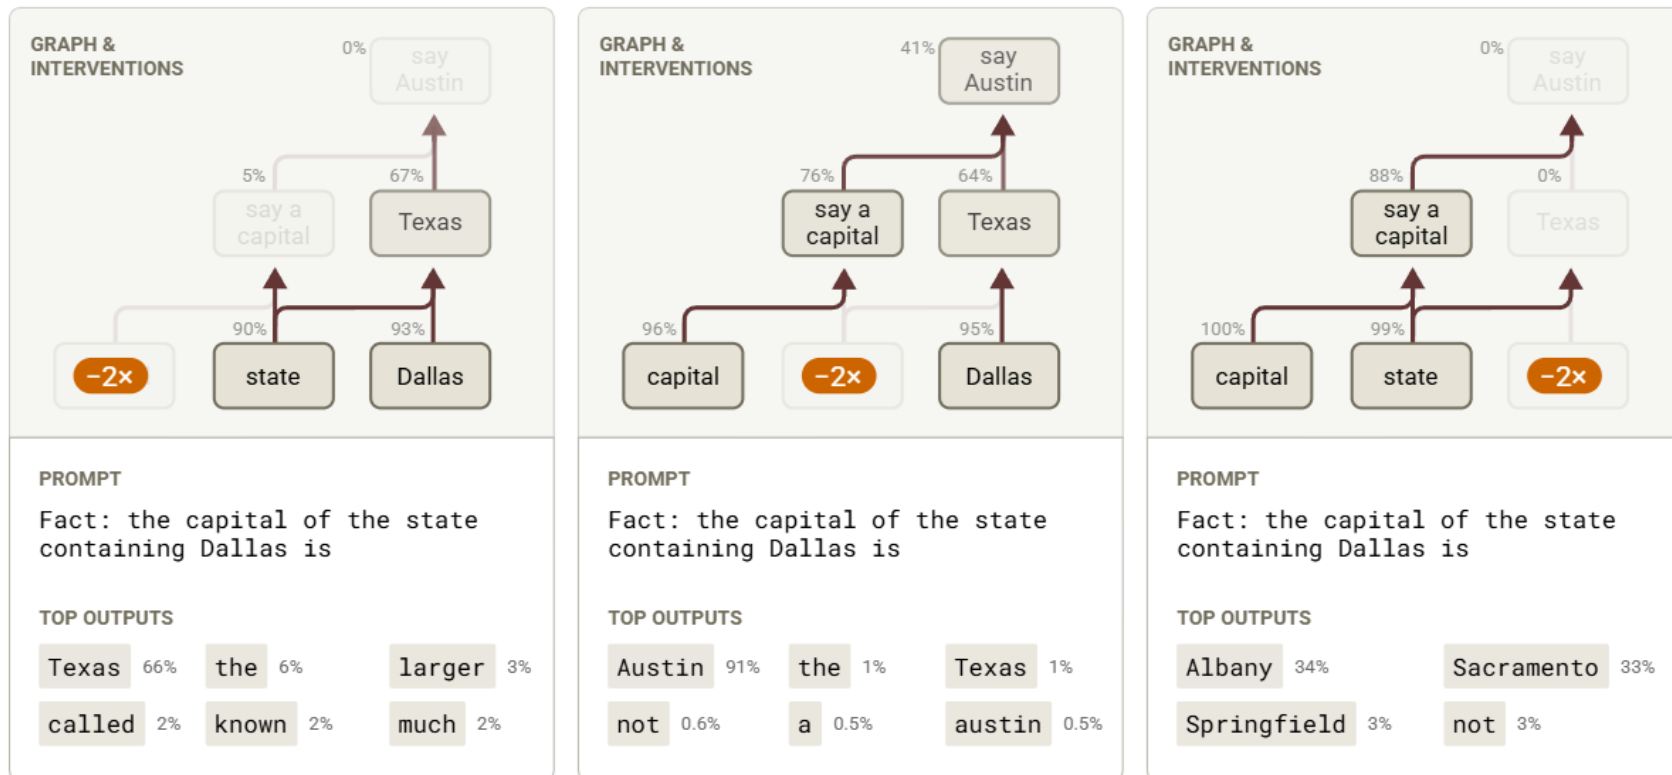 GRAPH &
INTERVENTIONS
0%
say
Austin
5%
67%
say a
capital
Texas
90%
93%
−2×
state
Dallas
PROMPT
Fact: the capital of the state
containing Dallas is
TOP OUTPUTS
Texas 66% the 6% larger 3%
called 2% known 2% much 2%
GRAPH &
INTERVENTIONS
41%
say
Austin
76%
64%
say a
capital
Texas
96%
95%
capital
−2×
Dallas
PROMPT
Fact: the capital of the state
containing Dallas is
TOP OUTPUTS
Austin 91% the 1% Texas 1%
not 0.6% a 0.5% austin 0.5%
GRAPH &
INTERVENTIONS
0%
say
Austin
88%
0%
say a
capital
Texas
100%
99%
capital
state
−2×
PROMPT
Fact: the capital of the state
containing Dallas is
TOP OUTPUTS
Albany 34% Sacramento 33%
Springfield 3% not 3%